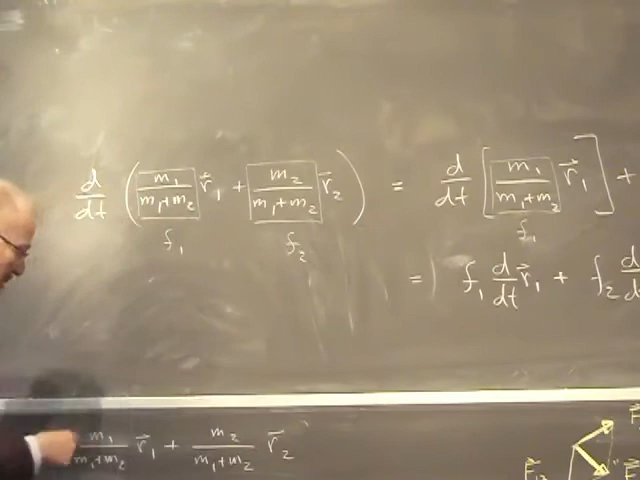 d/dt ( m₁/(m₁+m₂) r⃗₁ + m₂/(m₁+m₂) r⃗₂ ) = d/dt [ m₁/(m₁+m₂) r⃗₁ ] +
f₁ f₂ f₁
= f₁ d/dt r⃗₁ + f₂ d/d
m₁/(m₁+m₂) r⃗₁ + m₂/(m₁+m₂) r⃗₂